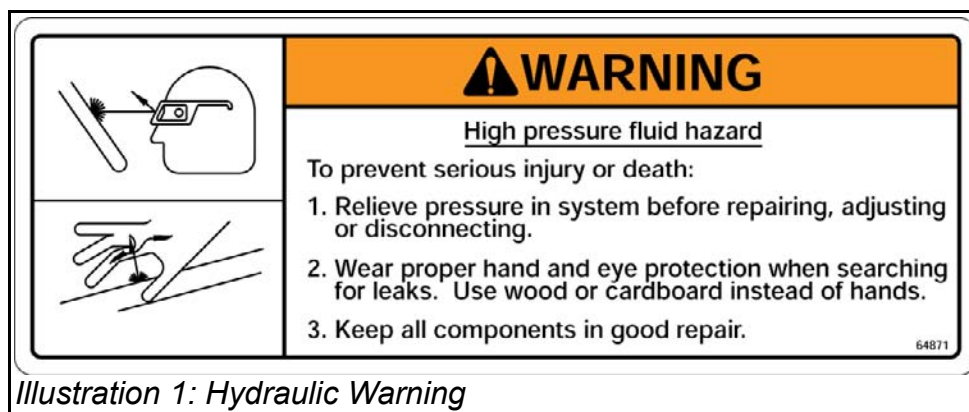 WARNING
High pressure fluid hazard
To prevent serious injury or death:
1. Relieve pressure in system before repairing, adjusting
or disconnecting.
2. Wear proper hand and eye protection when searching
for leaks.  Use wood or cardboard instead of hands.
3. Keep all components in good repair.
64871
Illustration 1: Hydraulic Warning